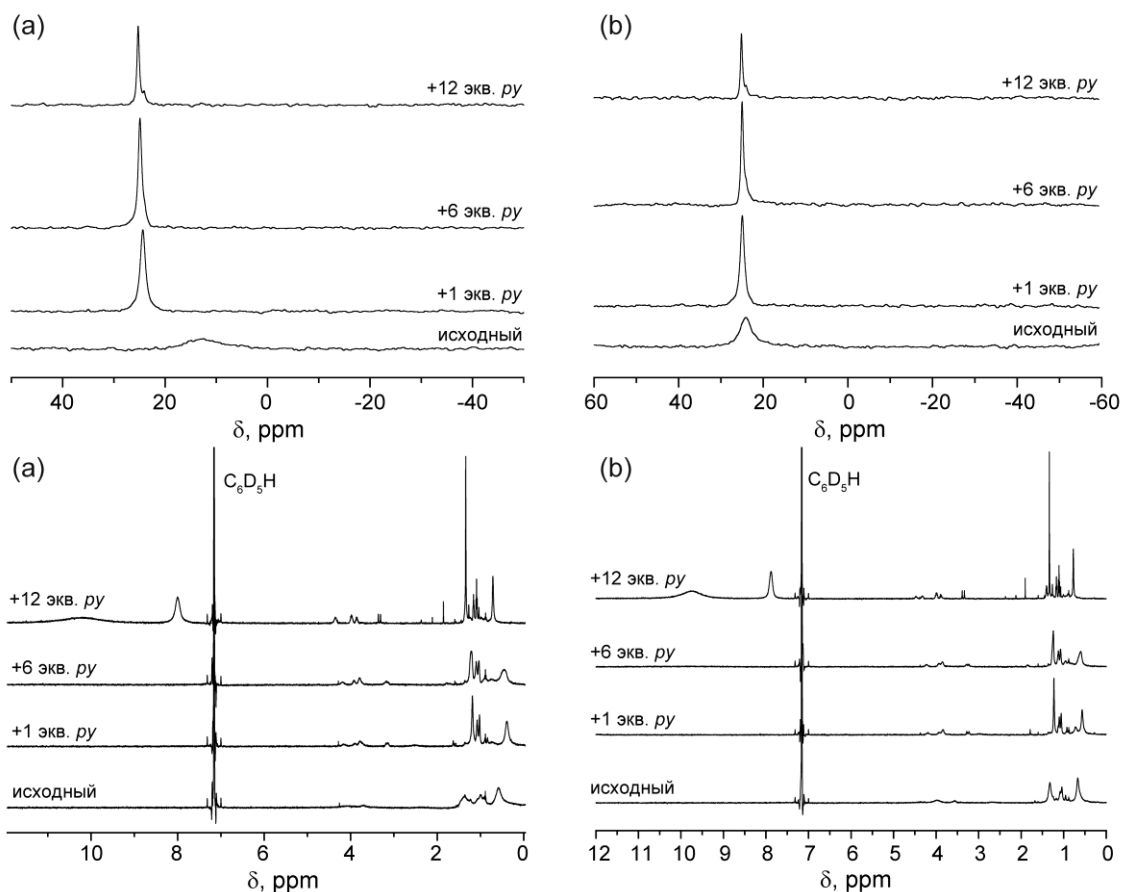 (a)
+12 экв. py
+6 экв. py
+1 экв. py
исходный
40 20 0 -20 -40
δ, ppm
(b)
+12 экв. py
+6 экв. py
+1 экв. py
исходный
60 40 20 0 -20 -40 -60
δ, ppm
(a)
C₆D₅H
+12 экв. py
+6 экв. py
+1 экв. py
исходный
10 8 6 4 2 0
δ, ppm
(b)
C₆D₅H
+12 экв. py
+6 экв. py
+1 экв. py
исходный
12 11 10 9 8 7 6 5 4 3 2 1 0
δ, ppm